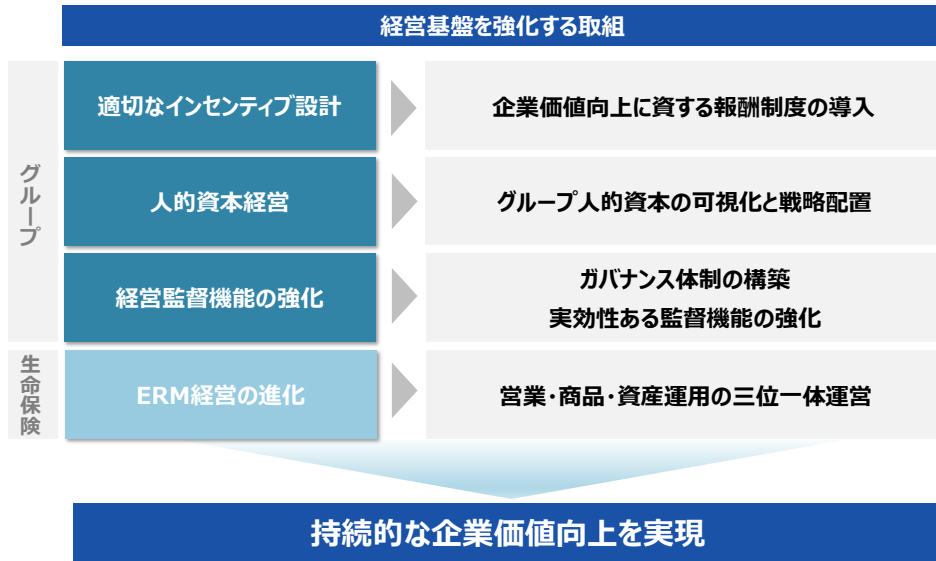 経営基盤を強化する取組
グループ
適切なインセンティブ設計
企業価値向上に資する報酬制度の導入
人的資本経営
グループ人的資本の可視化と戦略配置
経営監督機能の強化
ガバナンス体制の構築
実効性ある監督機能の強化
生命保険
ERM経営の進化
営業・商品・資産運用の三位一体運営
持続的な企業価値向上を実現